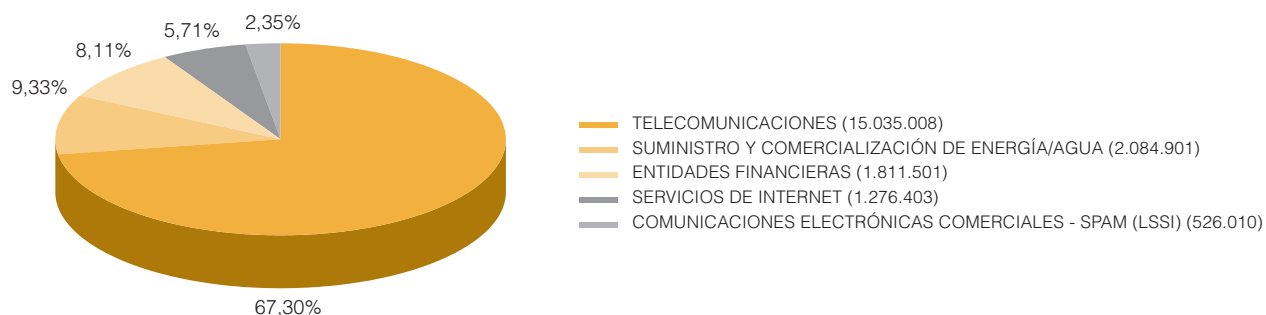 2,35%
5,71%
8,11%
9,33%
67,30%
TELECOMUNICACIONES (15.035.008)
SUMINISTRO Y COMERCIALIZACIÓN DE ENERGÍA/AGUA (2.084.901)
ENTIDADES FINANCIERAS (1.811.501)
SERVICIOS DE INTERNET (1.276.403)
COMUNICACIONES ELECTRÓNICAS COMERCIALES - SPAM (LSSI) (526.010)